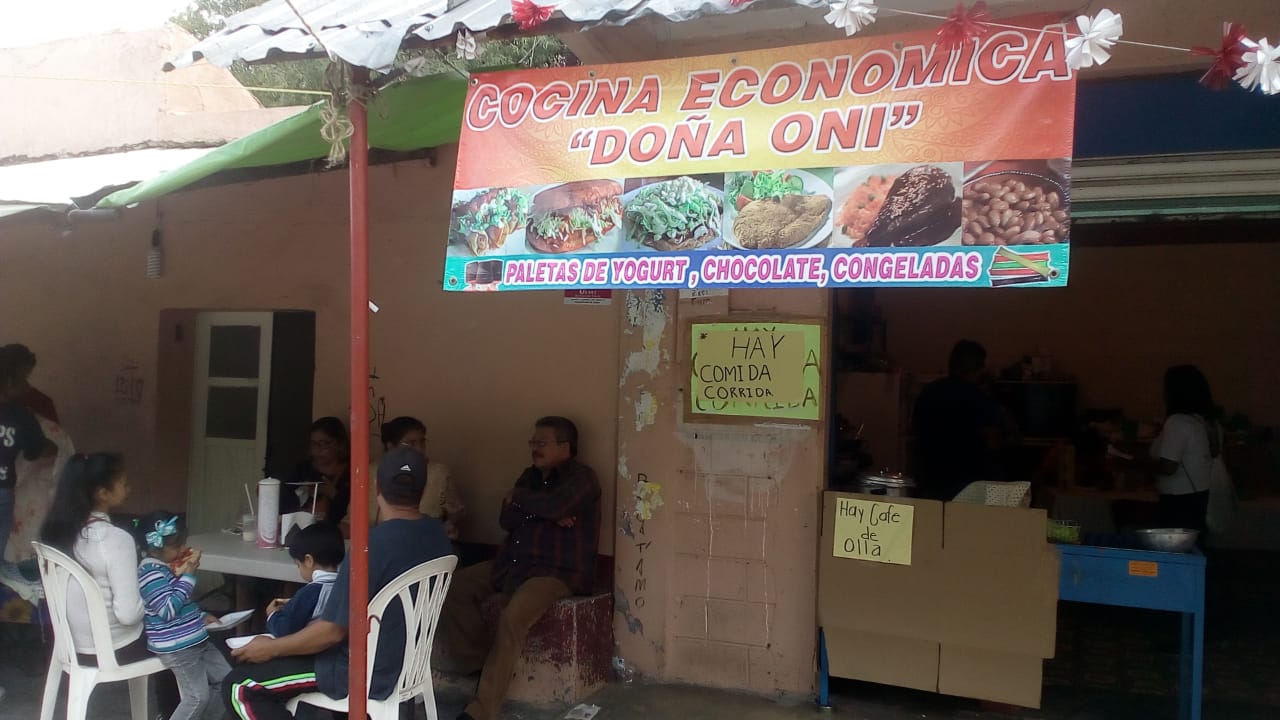 COCINA ECONOMICA
“DOÑA ONI”
PALETAS DE YOGURT, CHOCOLATE, CONGELADAS
* HAY
COMIDA
CORRIDA
Hay Cafe
de
Olla